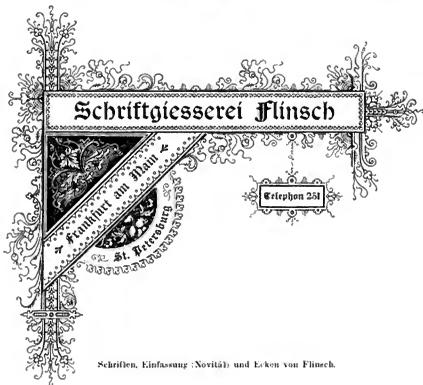 Schriftgiesserei Flinsch
Frankfurt am Main
St. Petersburg
Telephon 251
Schriften, Einfassung (Novität) und Ecken von Flinsch.